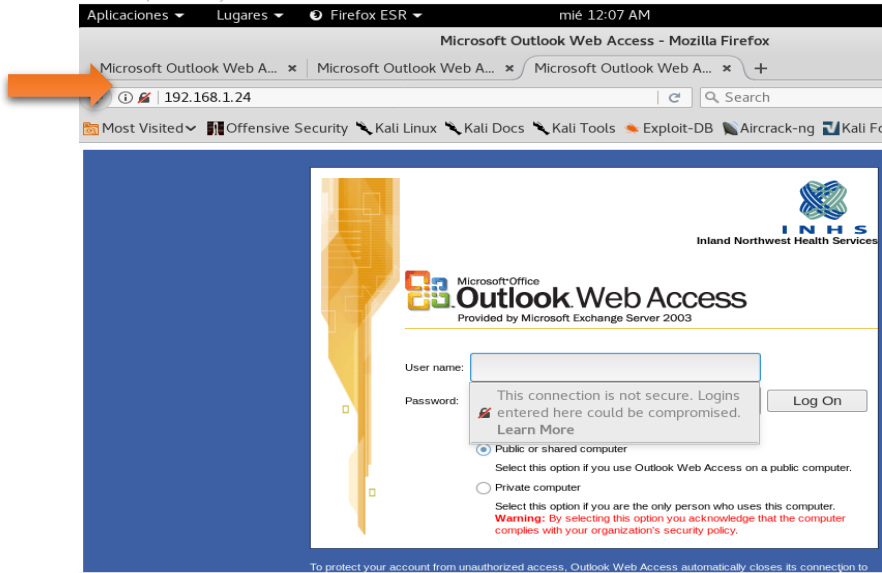 Aplicaciones Lugares Firefox ESR mié 12:07 AM
Microsoft Outlook Web Access - Mozilla Firefox
Microsoft Outlook Web A... × Microsoft Outlook Web A... × Microsoft Outlook Web A... × +
192.168.1.24 Search
Most Visited Offensive Security Kali Linux Kali Docs Kali Tools Exploit-DB Aircrack-ng Kali Fo
INHS
Inland Northwest Health Services
Microsoft Office
Outlook Web Access
Provided by Microsoft Exchange Server 2003
User name:
Password:
This connection is not secure. Logins
entered here could be compromised.
Learn More
Log On
Public or shared computer
Select this option if you use Outlook Web Access on a public computer.
Private computer
Select this option if you are the only person who uses this computer.
Warning: By selecting this option you acknowledge that the computer
complies with your organization's security policy.
To protect your account from unauthorized access, Outlook Web Access automatically closes its connection to